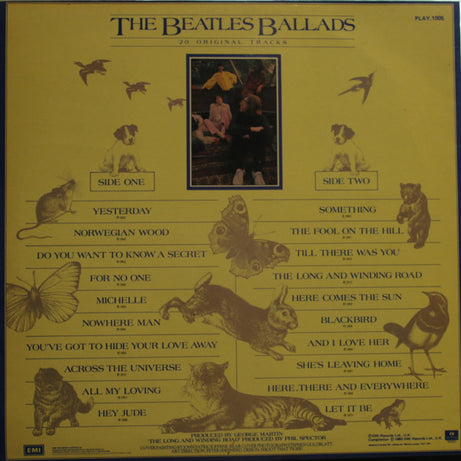 THE BEATLES BALLADS
PLAY.1005
20 ORIGINAL TRACKS
SIDE ONE
YESTERDAY
NORWEGIAN WOOD
DO YOU WANT TO KNOW A SECRET
FOR NO ONE
MICHELLE
NOWHERE MAN
YOU'VE GOT TO HIDE YOUR LOVE AWAY
ACROSS THE UNIVERSE
ALL MY LOVING
HEY JUDE
SIDE TWO
SOMETHING
THE FOOL ON THE HILL
TILL THERE WAS YOU
THE LONG AND WINDING ROAD
HERE COMES THE SUN
BLACKBIRD
AND I LOVE HER
SHE'S LEAVING HOME
HERE, THERE AND EVERYWHERE
LET IT BE
PRODUCED BY GEORGE MARTIN
'THE LONG AND WINDING ROAD' PRODUCED BY PHIL SPECTOR
EMI